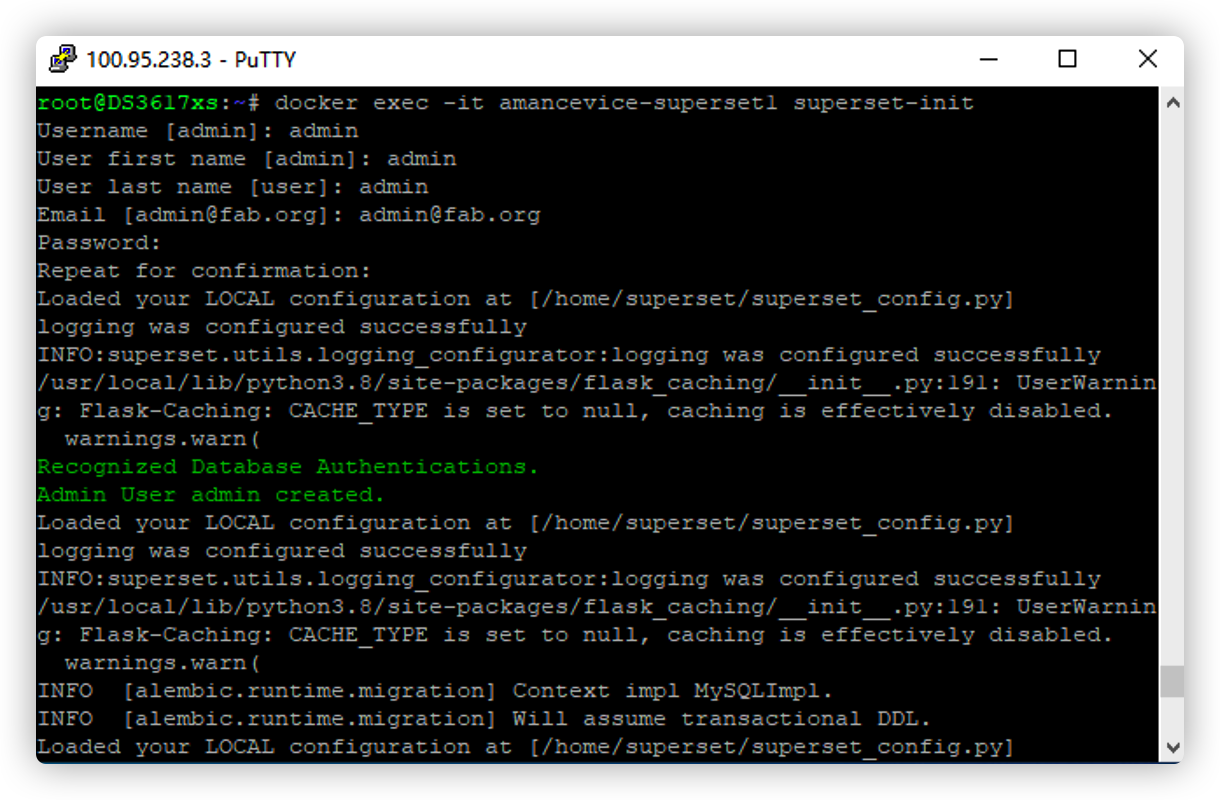 100.95.238.3 - PuTTY
root@DS3617xs:~# docker exec -it amancevice-superset1 superset-init
Username [admin]: admin
User first name [admin]: admin
User last name [user]: admin
Email [admin@fab.org]: admin@fab.org
Password:
Repeat for confirmation:
Loaded your LOCAL configuration at [/home/superset/superset_config.py]
logging was configured successfully
INFO:superset.utils.logging_configurator:logging was configured successfully
/usr/local/lib/python3.8/site-packages/flask_caching/__init__.py:191: UserWarnin
g: Flask-Caching: CACHE_TYPE is set to null, caching is effectively disabled.
  warnings.warn(
Recognized Database Authentications.
Admin User admin created.
Loaded your LOCAL configuration at [/home/superset/superset_config.py]
logging was configured successfully
INFO:superset.utils.logging_configurator:logging was configured successfully
/usr/local/lib/python3.8/site-packages/flask_caching/__init__.py:191: UserWarnin
g: Flask-Caching: CACHE_TYPE is set to null, caching is effectively disabled.
  warnings.warn(
INFO  [alembic.runtime.migration] Context impl MySQLImpl.
INFO  [alembic.runtime.migration] Will assume transactional DDL.
Loaded your LOCAL configuration at [/home/superset/superset_config.py]